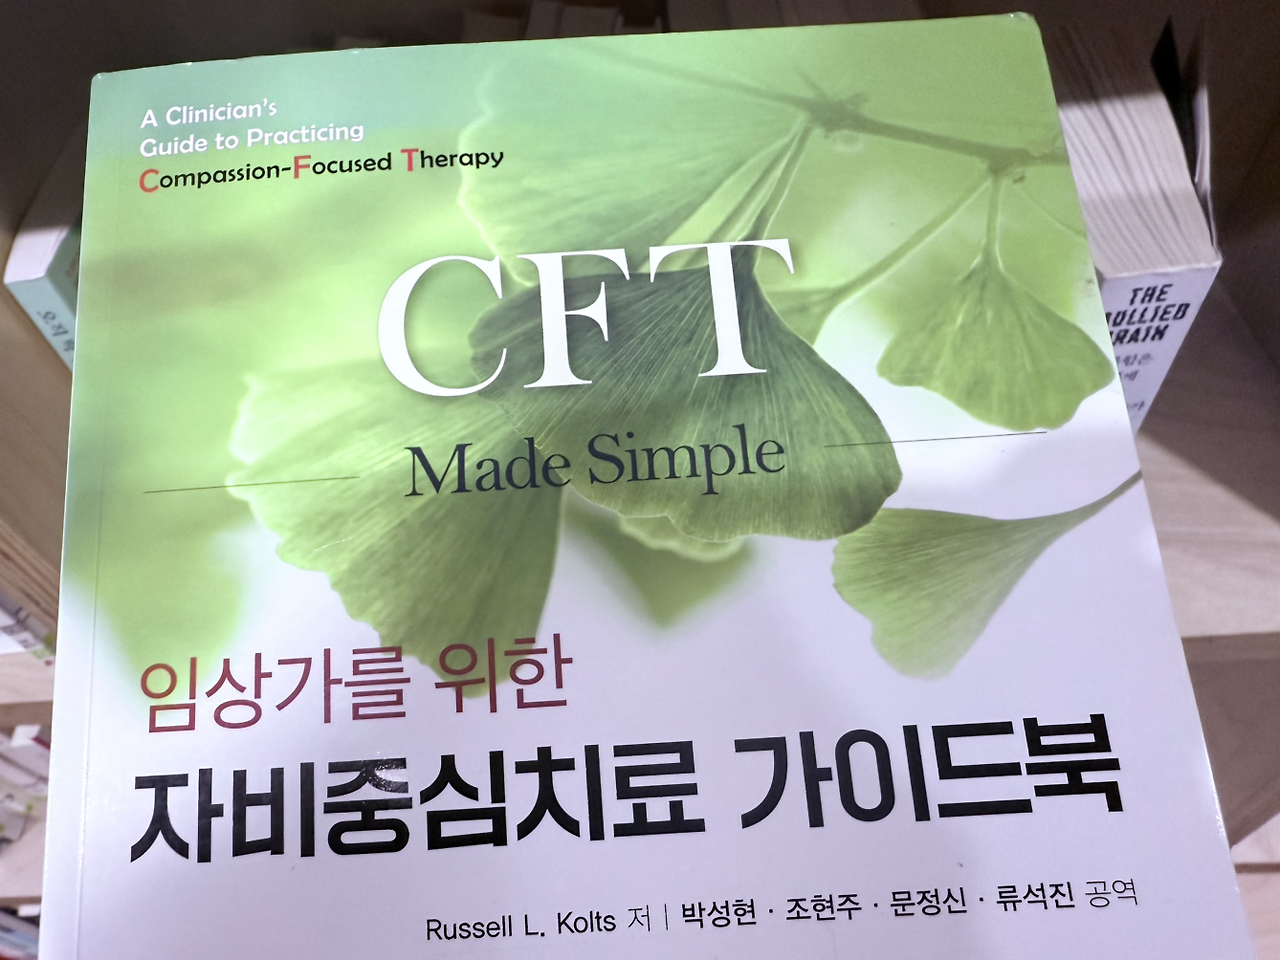 A Clinician's
Guide to Practicing
Compassion-Focused Therapy
CFT
Made Simple
임상가를 위한
자비중심치료 가이드북
Russell L. Kolts 저 | 박성현 · 조현주 · 문정신 · 류석진 공역
THE